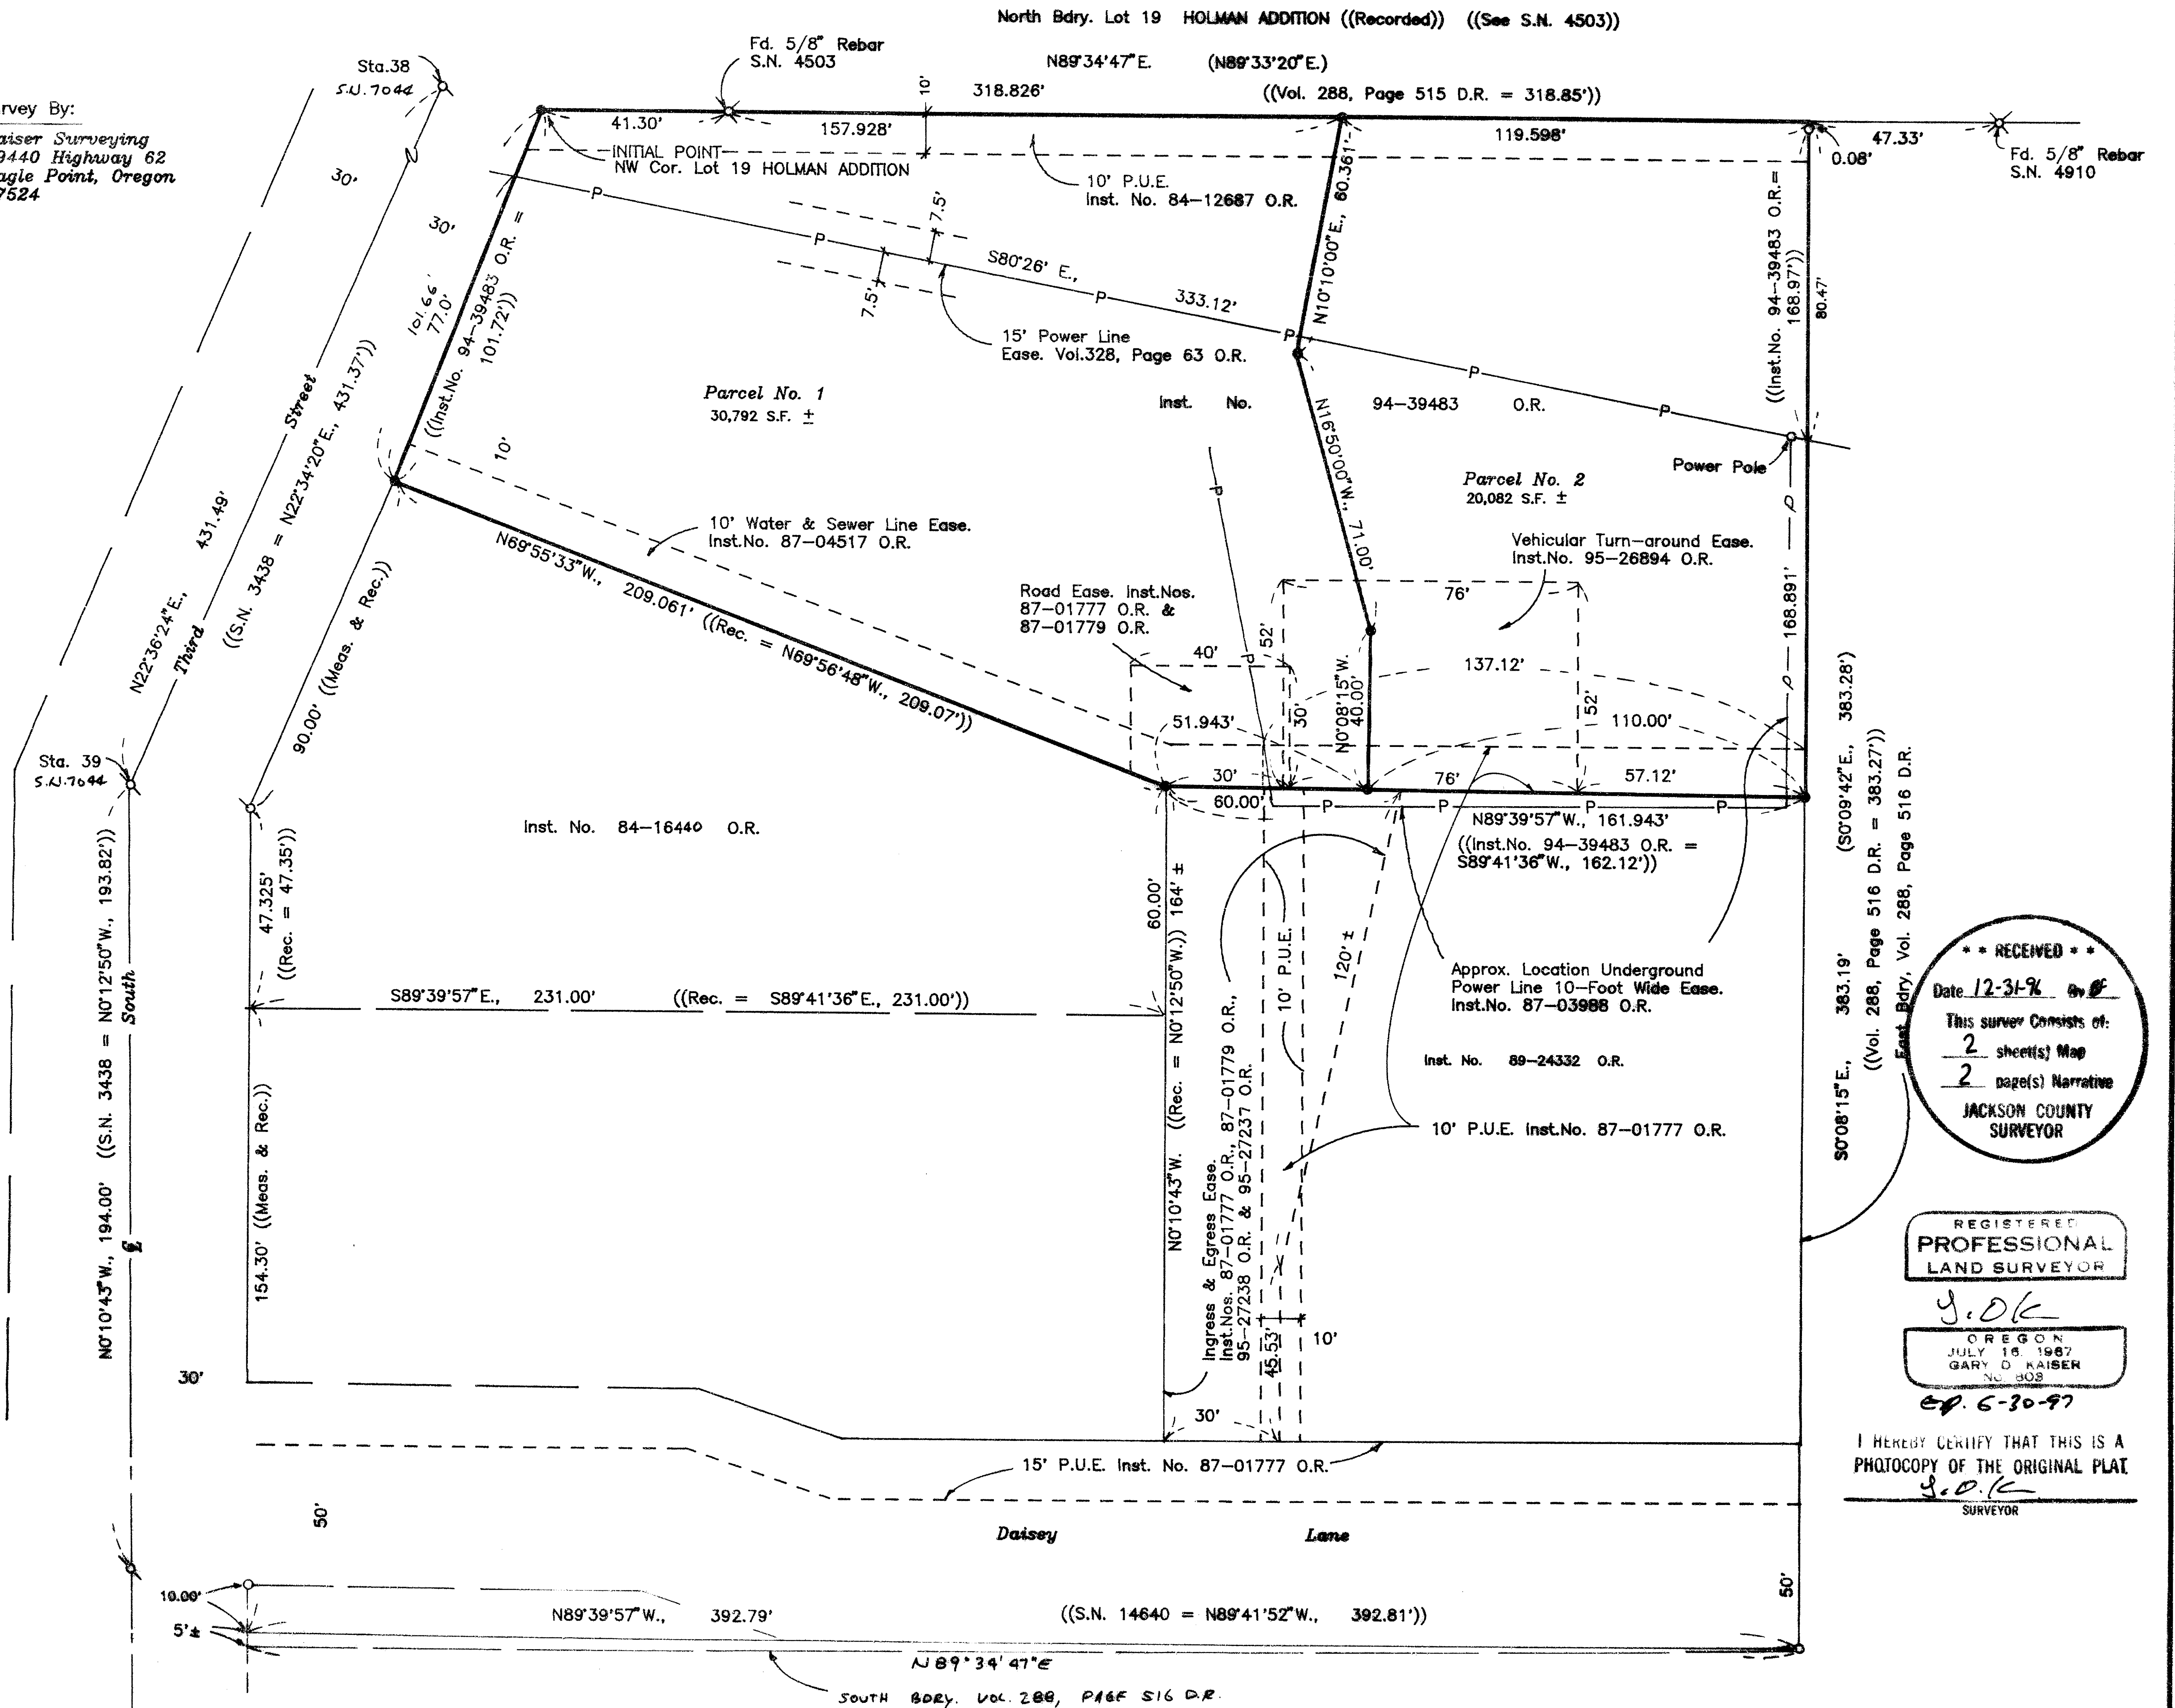 North Bdry. Lot 19 HOLMAN ADDITION ((Recorded)) ((See S.N. 4503))
Fd. 5/8" Rebar
S.N. 4503
N89°34'47"E. (N89°33'20"E.)
318.826'
((Vol. 288, Page 515 D.R. = 318.85'))
Sta.38
S.N. 7044
rvey By:
aiser Surveying
9440 Highway 62
agle Point, Oregon
7524
41.30'
157.928'
10'
119.598'
47.33'
0.08'
Fd. 5/8" Rebar
S.N. 4910
INITIAL POINT
NW Cor. Lot 19 HOLMAN ADDITION
10' P.U.E.
Inst. No. 84-12687 O.R.
30'
30'
7.5'
7.5'
S80°26' E.,
333.12'
P P P P P P
15' Power Line
Ease. Vol.328, Page 63 O.R.
N10°10'00"E., 60.361'
((Inst.No. 94-39483 O.R. =
168.97'))
80.47'
101.66'
77.0'
((Inst.No. 94-39483 O.R. =
101.72'))
Parcel No. 1
30,792 S.F. ±
Inst. No. 94-39483 O.R.
N16°50'00"W., 71.00'
Power Pole
Parcel No. 2
20,082 S.F. ±
10'
10' Water & Sewer Line Ease.
Inst.No. 87-04517 O.R.
N69°55'33"W., 209.061' ((Rec. = N69°56'48"W., 209.07'))
Vehicular Turn-around Ease.
Inst.No. 95-26894 O.R.
Road Ease. Inst.Nos.
87-01777 O.R. &
87-01779 O.R.
76'
52'
40'
137.12'
168.891'
52'
110.00'
51.943'
30'
N0°08'15"W.
40.00'
30'
60.00'
76'
57.12'
P P P P
N89°39'57"W., 161.943'
((Inst.No. 94-39483 O.R. =
S89°41'36"W., 162.12'))
N22°36'24"E., 431.49'
Third Street
((S.N. 3438 = N22°34'20"E., 431.37'))
90.00' ((Meas. & Rec.))
Sta. 39
S.N. 7044
Inst. No. 84-16440 O.R.
47.325'
((Rec. = 47.35'))
S89°39'57"E., 231.00' ((Rec. = S89°41'36"E., 231.00'))
154.30' ((Meas. & Rec.))
N0°10'43"W., 194.00' ((S.N. 3438 = N0°12'50"W., 193.82'))
South
℄
60.00'
N0°10'43"W. ((Rec. = N0°12'50"W.)) 164' ±
Ingress & Egress Ease.
Inst.Nos. 87-01777 O.R., 87-01779 O.R.,
95-27238 O.R. & 95-27237 O.R.
10' P.U.E.
120' ±
45.53'
10'
30'
Approx. Location Underground
Power Line 10-Foot Wide Ease.
Inst.No. 87-03988 O.R.
Inst. No. 89-24332 O.R.
10' P.U.E. Inst.No. 87-01777 O.R.
(S0°09'42"E., 383.28')
S0°08'15"E., 383.19'
((Vol. 288, Page 516 D.R. = 383.27'))
East Bdry, Vol. 288, Page 516 D.R.
* * RECEIVED * *
Date 12-31-96 By
This survey Consists of:
2 sheet(s) Map
2 page(s) Narrative
JACKSON COUNTY
SURVEYOR
REGISTERED
PROFESSIONAL
LAND SURVEYOR
OREGON
JULY 16, 1967
GARY D. KAISER
NO. 803
Exp. 6-30-97
I HEREBY CERTIFY THAT THIS IS A
PHOTOCOPY OF THE ORIGINAL PLAT.
SURVEYOR
30'
15' P.U.E. Inst. No. 87-01777 O.R.
50'
Daisey Lane
50'
10.00'
5'±
N89°39'57"W., 392.79' ((S.N. 14640 = N89°41'52"W., 392.81'))
N89°34'47"E
SOUTH BDRY. VOL. 288, PAGE 516 D.R.